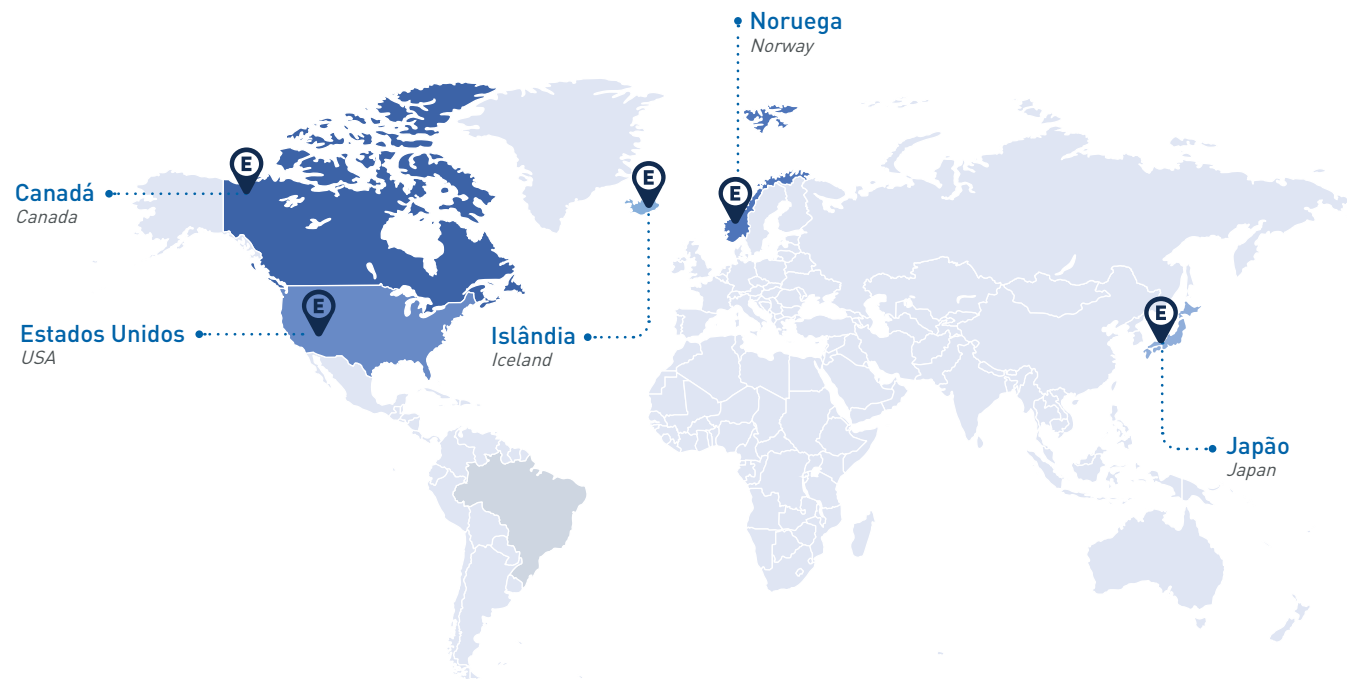 Noruega
Norway
E
E
E
Canadá
Canada
E
Estados Unidos
USA
Islândia
Iceland
E
Japão
Japan